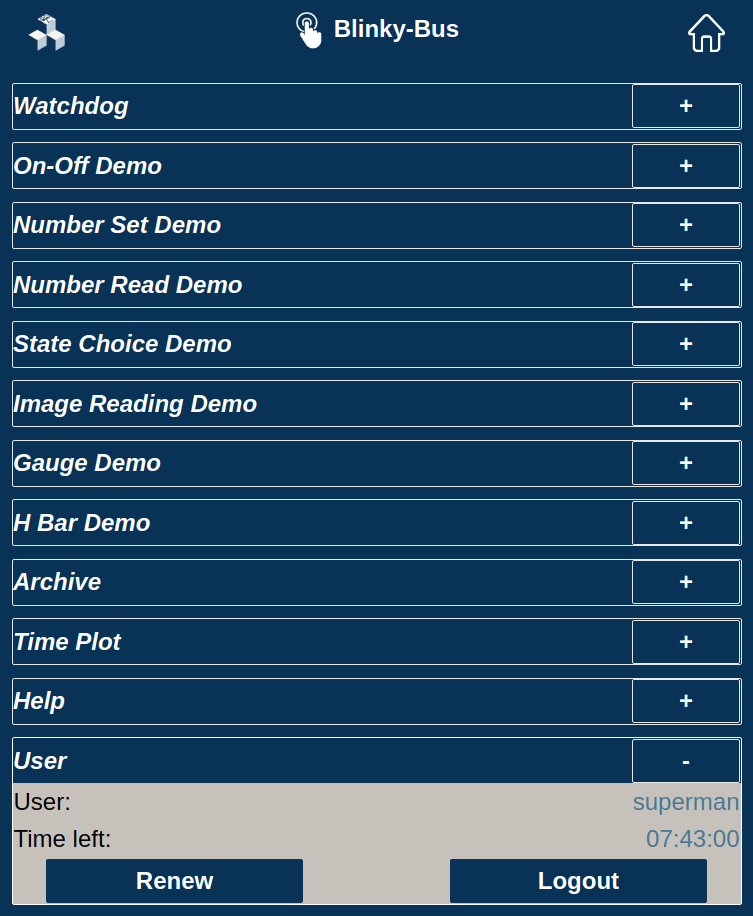 Blinky-Bus
Watchdog +
On-Off Demo +
Number Set Demo +
Number Read Demo +
State Choice Demo +
Image Reading Demo +
Gauge Demo +
H Bar Demo +
Archive +
Time Plot +
Help +
User -
User: superman
Time left: 07:43:00
Renew Logout